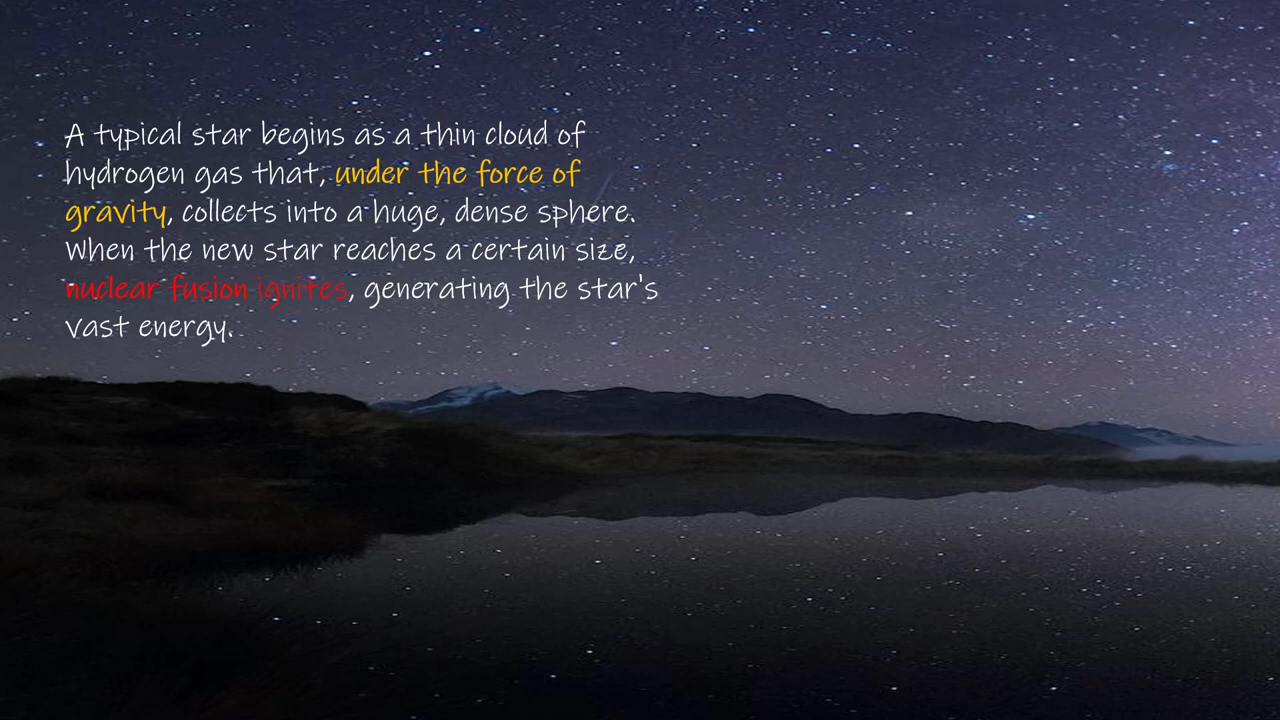 A typical star begins as a thin cloud of
hydrogen gas that, under the force of
gravity, collects into a huge, dense sphere.
When the new star reaches a certain size,
nuclear fusion ignites, generating the star's
vast energy.